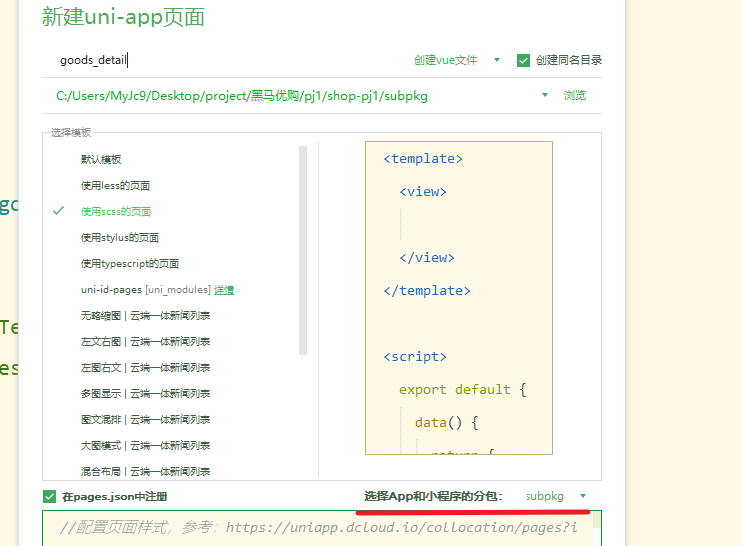 新建uni-app页面
goods_detail 创建vue文件 创建同名目录
C:/Users/MyJc9/Desktop/project/黑马优购/pj1/shop-pj1/subpkg 浏览
选择模板
默认模板
使用less的页面
使用scss的页面
使用stylus的页面
使用typescript的页面
uni-id-pages [uni_modules] 详情
无略缩图 | 云端一体新闻列表
左文右图 | 云端一体新闻列表
左图右文 | 云端一体新闻列表
多图显示 | 云端一体新闻列表
图文混排 | 云端一体新闻列表
大图模式 | 云端一体新闻列表
混合布局 | 云端一体新闻列表
<template>
<view>
</view>
</template>
<script>
export default {
data() {
return {
在pages.json中注册 选择App和小程序的分包: subpkg
//配置页面样式，参考：https://uniapp.dcloud.io/collocation/pages?i
go
Te
es